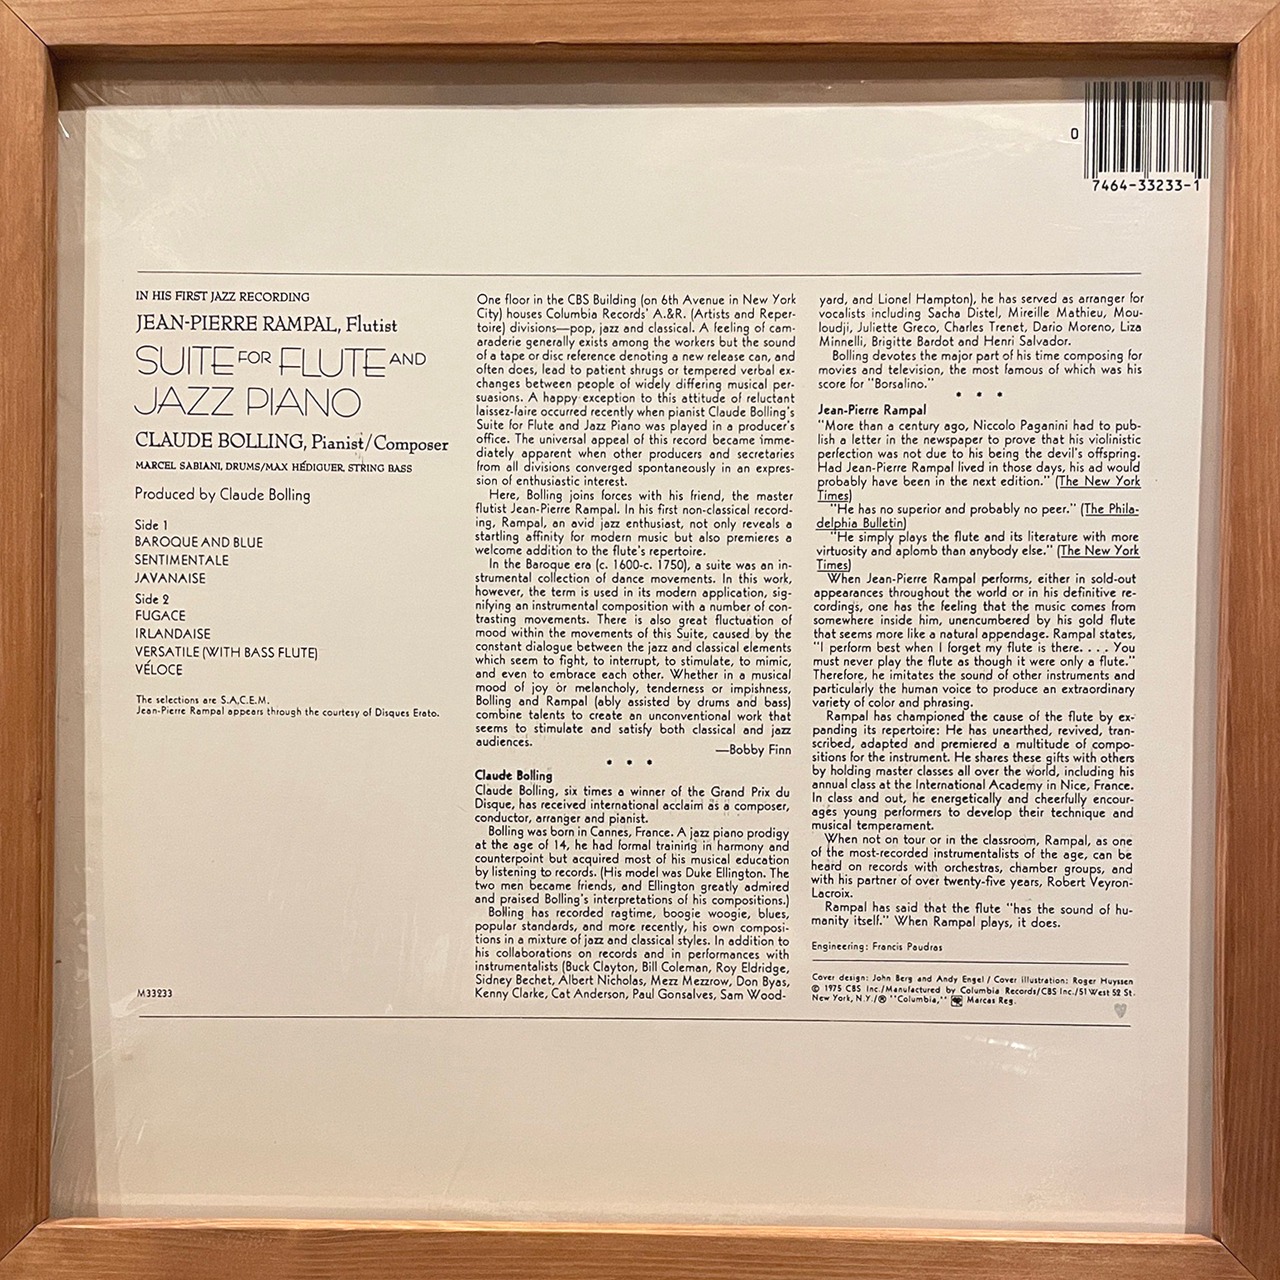 0
7464-33233-1
IN HIS FIRST JAZZ RECORDING
JEAN-PIERRE RAMPAL, Flutist
SUITE FOR FLUTE AND
JAZZ PIANO
CLAUDE BOLLING, Pianist/Composer
MARCEL SABIANI, DRUMS/MAX HÉDIGUER, STRING BASS
Produced by Claude Bolling
Side 1
BAROQUE AND BLUE
SENTIMENTALE
JAVANAISE
Side 2
FUGACE
IRLANDAISE
VERSATILE (WITH BASS FLUTE)
VÉLOCE
The selections are S.A.C.E.M.
Jean-Pierre Rampal appears through the courtesy of Disques Erato.
M33233
One floor in the CBS Building (on 6th Avenue in New York
City) houses Columbia Records' A.&R. (Artists and Reper-
toire) divisions—pop, jazz and classical. A feeling of cam-
araderie generally exists among the workers but the sound
of a tape or disc reference denoting a new release can, and
often does, lead to patient shrugs or tempered verbal ex-
changes between people of widely differing musical per-
suasions. A happy exception to this attitude of reluctant
laissez-faire occurred recently when pianist Claude Bolling's
Suite for Flute and Jazz Piano was played in a producer's
office. The universal appeal of this record became imme-
diately apparent when other producers and secretaries
from all divisions converged spontaneously in an expres-
sion of enthusiastic interest.
Here, Bolling joins forces with his friend, the master
flutist Jean-Pierre Rampal. In his first non-classical record-
ing, Rampal, an avid jazz enthusiast, not only reveals a
startling affinity for modern music but also premieres a
welcome addition to the flute's repertoire.
In the Baroque era (c. 1600-c. 1750), a suite was an in-
strumental collection of dance movements. In this work,
however, the term is used in its modern application, sig-
nifying an instrumental composition with a number of con-
trasting movements. There is also great fluctuation of
mood within the movements of this Suite, caused by the
constant dialogue between the jazz and classical elements
which seem to fight, to interrupt, to stimulate, to mimic,
and even to embrace each other. Whether in a musical
mood of joy or melancholy, tenderness or impishness,
Bolling and Rampal (ably assisted by drums and bass)
combine talents to create an unconventional work that
seems to stimulate and satisfy both classical and jazz
audiences.
—Bobby Finn
• • •
Claude Bolling
Claude Bolling, six times a winner of the Grand Prix du
Disque, has received international acclaim as a composer,
conductor, arranger and pianist.
Bolling was born in Cannes, France. A jazz piano prodigy
at the age of 14, he had formal training in harmony and
counterpoint but acquired most of his musical education
by listening to records. (His model was Duke Ellington. The
two men became friends, and Ellington greatly admired
and praised Bolling's interpretations of his compositions.)
Bolling has recorded ragtime, boogie woogie, blues,
popular standards, and more recently, his own composi-
tions in a mixture of jazz and classical styles. In addition to
his collaborations on records and in performances with
instrumentalists (Buck Clayton, Bill Coleman, Roy Eldridge,
Sidney Bechet, Albert Nicholas, Mezz Mezzrow, Don Byas,
Kenny Clarke, Cat Anderson, Paul Gonsalves, Sam Wood-
yard, and Lionel Hampton), he has served as arranger for
vocalists including Sacha Distel, Mireille Mathieu, Mou-
loudji, Juliette Greco, Charles Trenet, Dario Moreno, Liza
Minnelli, Brigitte Bardot and Henri Salvador.
Bolling devotes the major part of his time composing for
movies and television, the most famous of which was his
score for "Borsalino."
• • •
Jean-Pierre Rampal
"More than a century ago, Niccolo Paganini had to pub-
lish a letter in the newspaper to prove that his violinistic
perfection was not due to his being the devil's offspring.
Had Jean-Pierre Rampal lived in those days, his ad would
probably have been in the next edition." (The New York
Times)
"He has no superior and probably no peer." (The Phila-
delphia Bulletin)
"He simply plays the flute and its literature with more
virtuosity and aplomb than anybody else." (The New York
Times)
When Jean-Pierre Rampal performs, either in sold-out
appearances throughout the world or in his definitive re-
cordings, one has the feeling that the music comes from
somewhere inside him, unencumbered by his gold flute
that seems more like a natural appendage. Rampal states,
"I perform best when I forget my flute is there. . . . You
must never play the flute as though it were only a flute."
Therefore, he imitates the sound of other instruments and
particularly the human voice to produce an extraordinary
variety of color and phrasing.
Rampal has championed the cause of the flute by ex-
panding its repertoire: He has unearthed, revived, tran-
scribed, adapted and premiered a multitude of compo-
sitions for the instrument. He shares these gifts with others
by holding master classes all over the world, including his
annual class at the International Academy in Nice, France.
In class and out, he energetically and cheerfully encour-
ages young performers to develop their technique and
musical temperament.
When not on tour or in the classroom, Rampal, as one
of the most-recorded instrumentalists of the age, can be
heard on records with orchestras, chamber groups, and
with his partner of over twenty-five years, Robert Veyron-
Lacroix.
Rampal has said that the flute "has the sound of hu-
manity itself." When Rampal plays, it does.
Engineering: Francis Paudras
Cover design: John Berg and Andy Engel / Cover illustration: Roger Huyssen
© 1975 CBS Inc./Manufactured by Columbia Records/CBS Inc./51 West 52 St.
New York, N.Y./® "Columbia," Marcas Reg.